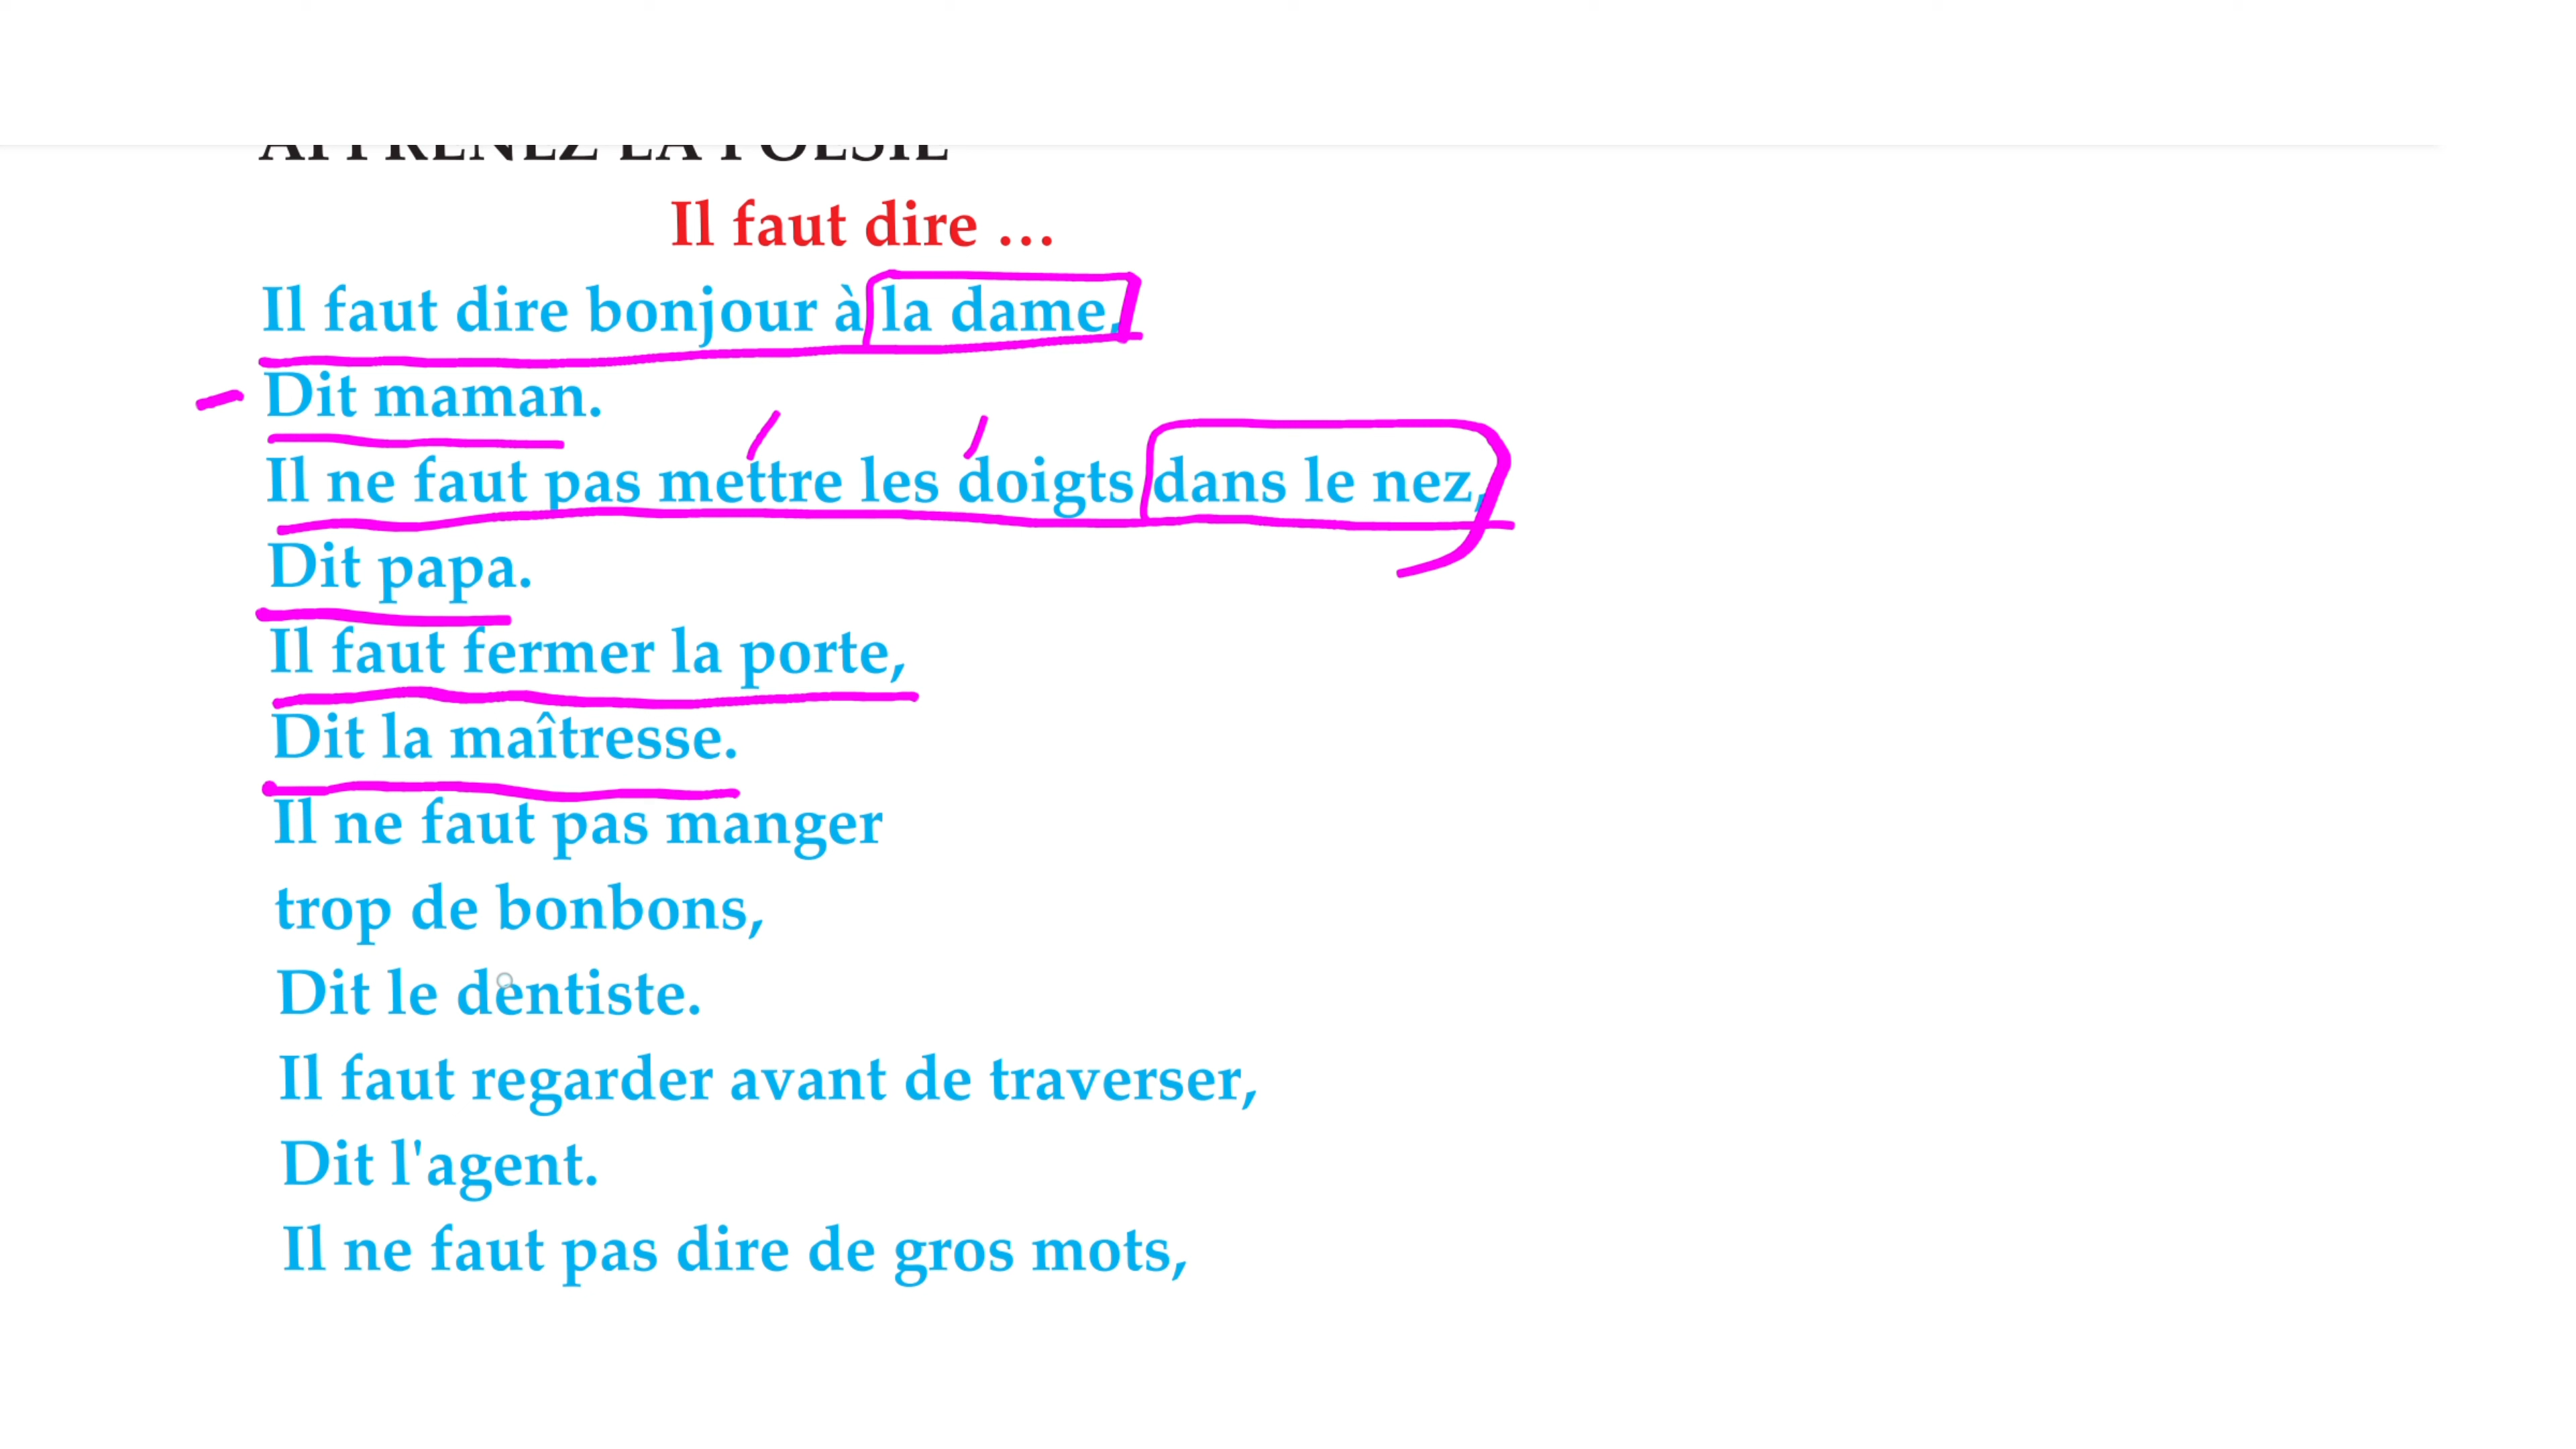 APPRENEZ LA POÉSIE
Il faut dire ...
Il faut dire bonjour à la dame,
Dit maman.
Il ne faut pas mettre les doigts dans le nez,
Dit papa.
Il faut fermer la porte,
Dit la maîtresse.
Il ne faut pas manger
trop de bonbons,
Dit le dentiste.
Il faut regarder avant de traverser,
Dit l'agent.
Il ne faut pas dire de gros mots,